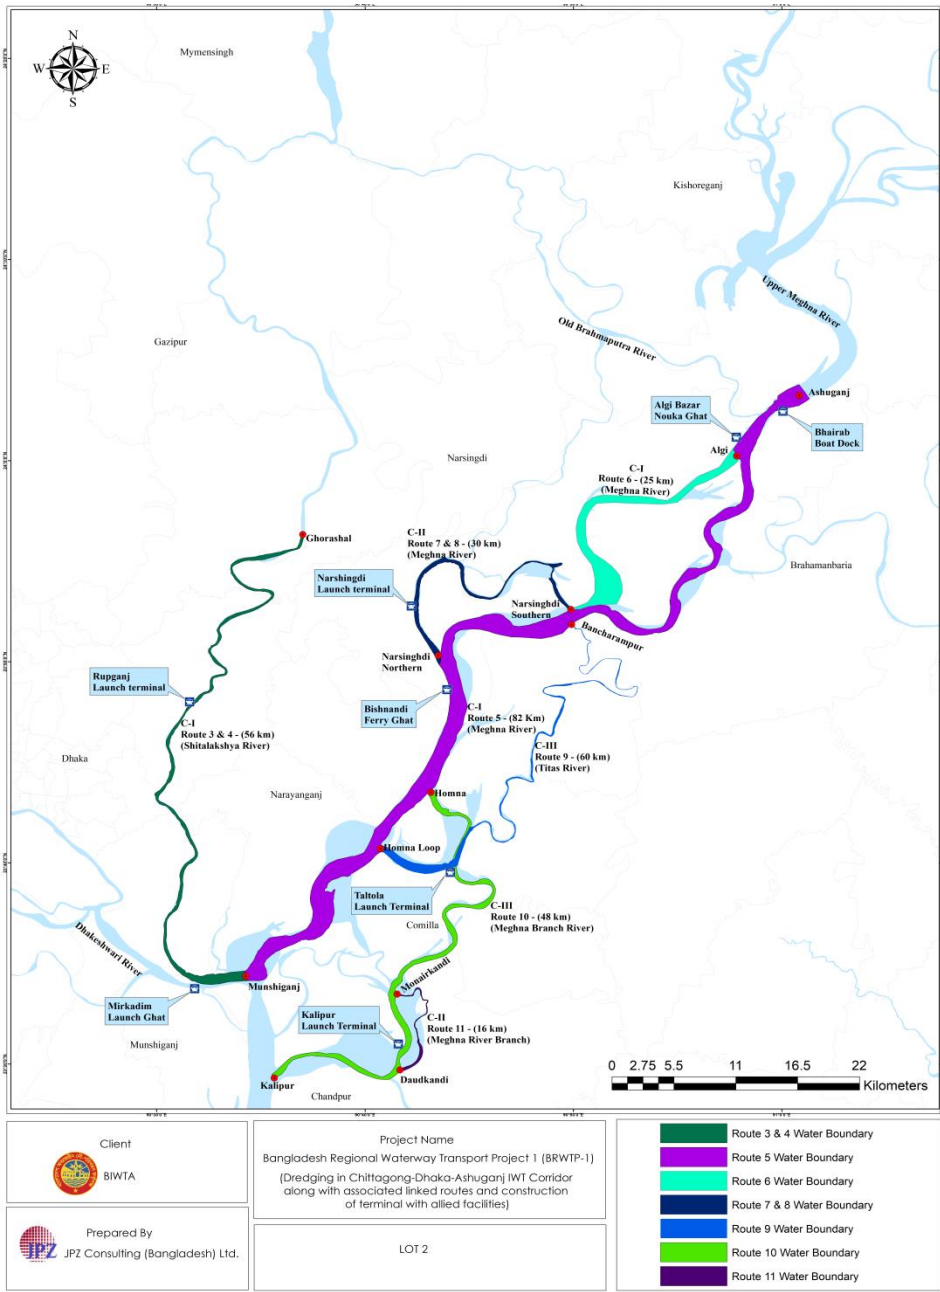 N
W
E
S
Mymensingh
Kishoreganj
Upper Meghna River
Old Brahmaputra River
Gazipur
Ashuganj
Algi Bazar
Nouka Ghat
Bhairab
Boat Dock
Algi
Narsingdi
C-I
Route 6 - (25 km)
(Meghna River)
Ghorashal
C-II
Route 7 & 8 - (30 km)
(Meghna River)
Brahamanbaria
Narshingdi
Launch terminal
Narsinghdi
Southern
Bancharampur
Narsinghdi
Northern
Rupganj
Launch terminal
Bishnandi
Ferry Ghat
C-I
Route 5 - (82 Km)
(Meghna River)
C-I
Route 3 & 4 - (56 km)
(Shitalakshya River)
C-III
Route 9 - (60 km)
(Titas River)
Dhaka
Narayanganj
Homna
Homna Loop
Taltola
Launch Terminal
C-III
Route 10 - (48 km)
(Meghna Branch River)
Comilla
Dhakeshwari River
Monairkandi
Munshiganj
Mirkadim
Launch Ghat
Kalipur
Launch Terminal
C-II
Route 11 - (16 km)
(Meghna River Branch)
Munshiganj
Kalipur
Daudkandi
Chandpur
0 2.75 5.5 11 16.5 22
Kilometers
Client
BIWTA
Prepared By
JPZ
JPZ Consulting (Bangladesh) Ltd.
Project Name
Bangladesh Regional Waterway Transport Project 1 (BRWTP-1)
(Dredging in Chittagong-Dhaka-Ashuganj IWT Corridor
along with associated linked routes and construction
of terminal with allied facilities)
LOT 2
Route 3 & 4 Water Boundary
Route 5 Water Boundary
Route 6 Water Boundary
Route 7 & 8 Water Boundary
Route 9 Water Boundary
Route 10 Water Boundary
Route 11 Water Boundary